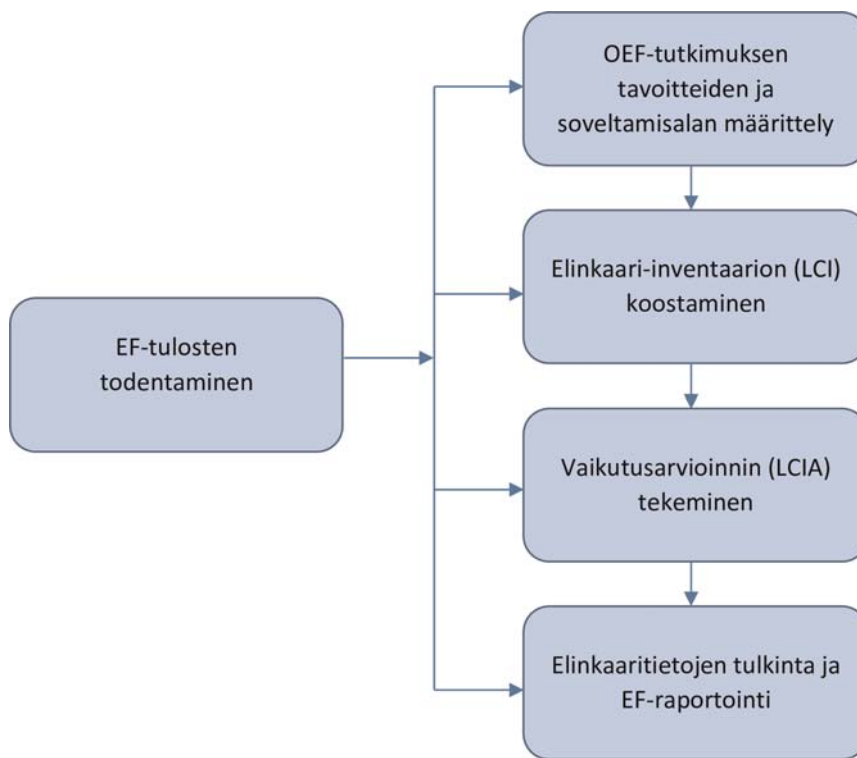 OEF-tutkimuksen
tavoitteiden ja
soveltamisalan määrittely
Elinkaari-inventaarion (LCI)
koostaminen
EF-tulosten
todentaminen
Vaikutusarvioinnin (LCIA)
tekeminen
Elinkaaritietojen tulkinta ja
EF-raportointi